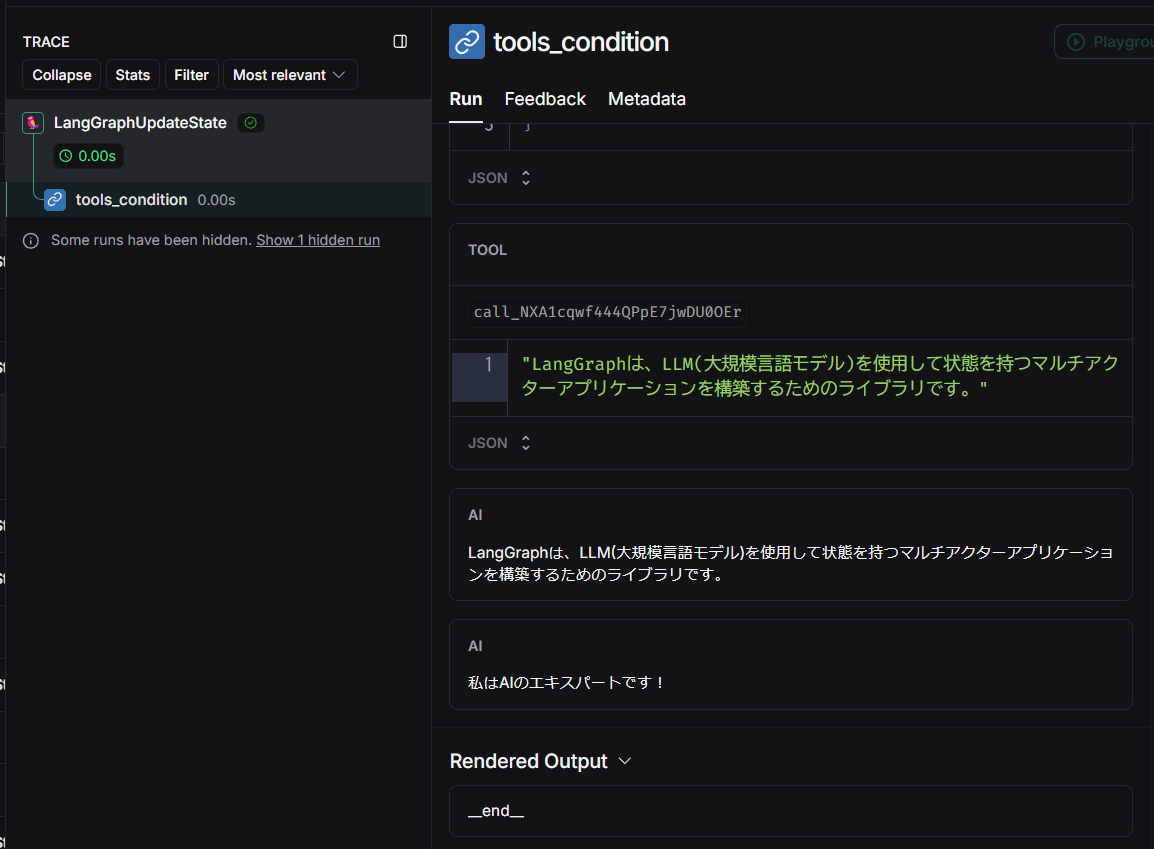 TRACE
Collapse
Stats
Filter
Most relevant
LangGraphUpdateState
0.00s
tools_condition 0.00s
Some runs have been hidden. Show 1 hidden run
tools_condition
Run
Feedback
Metadata
JSON
TOOL
call_NXA1cqwf444QPpE7jwDU0OEr
1
"LangGraphは、LLM(大規模言語モデル)を使用して状態を持つマルチアク
ターアプリケーションを構築するためのライブラリです。"
JSON
AI
LangGraphは、LLM(大規模言語モデル)を使用して状態を持つマルチアクターアプリケーショ
ンを構築するためのライブラリです。
AI
私はAIのエキスパートです！
Rendered Output
__end__